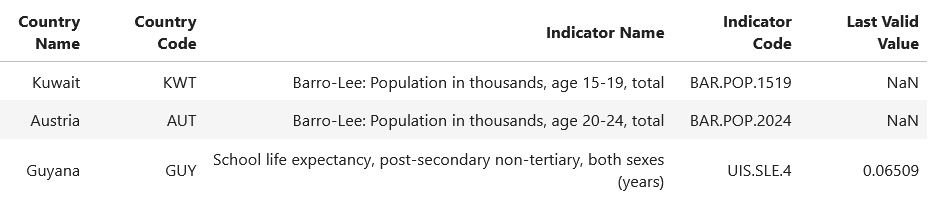 Country Name Country Code Indicator Name Indicator Code Last Valid Value
Kuwait KWT Barro-Lee: Population in thousands, age 15-19, total BAR.POP.1519 NaN
Austria AUT Barro-Lee: Population in thousands, age 20-24, total BAR.POP.2024 NaN
Guyana GUY School life expectancy, post-secondary non-tertiary, both sexes (years) UIS.SLE.4 0.06509